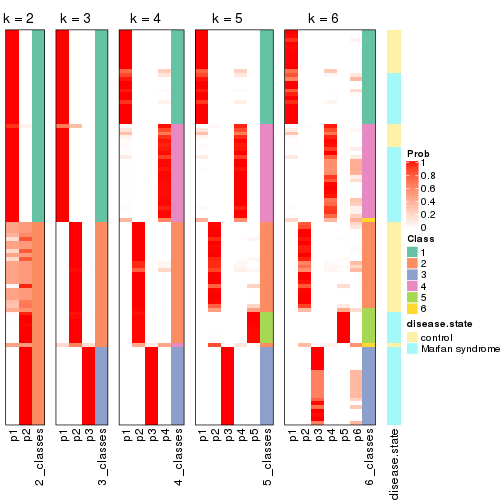 k = 2 k = 3 k = 4 k = 5 k = 6
Prob
1
0.8
0.6
0.4
0.2
0
Class
1
2
3
4
5
6
disease.state
control
Marfan syndrome
p1 p2 2_classes p1 p2 p3 3_classes p1 p2 p3 p4 4_classes p1 p2 p3 p4 p5 5_classes p1 p2 p3 p4 p5 p6 6_classes disease.state